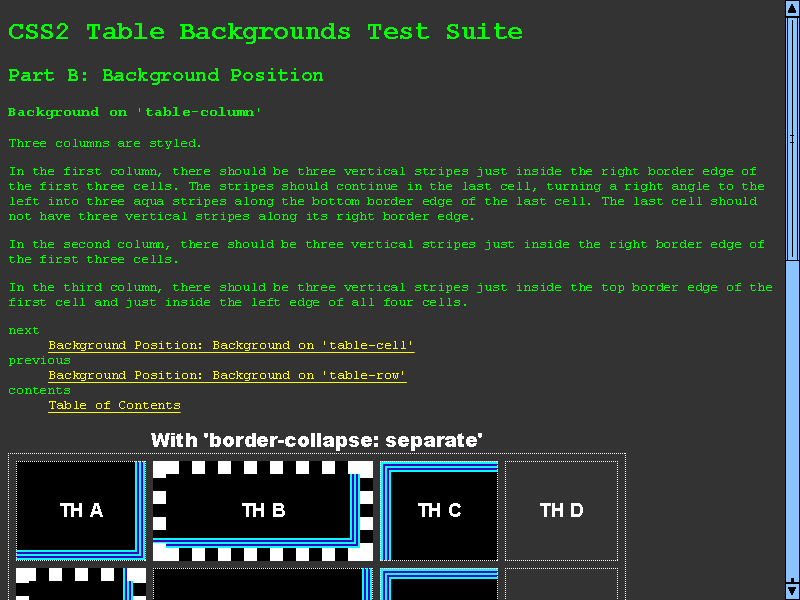 CSS2 Table Backgrounds Test Suite
Part B: Background Position
Background on 'table-column'
Three columns are styled.
In the first column, there should be three vertical stripes just inside the right border edge of
the first three cells. The stripes should continue in the last cell, turning a right angle to the
left into three aqua stripes along the bottom border edge of the last cell. The last cell should
not have three vertical stripes along its right border edge.
In the second column, there should be three vertical stripes just inside the right border edge of
the first three cells.
In the third column, there should be three vertical stripes just inside the top border edge of the
first cell and just inside the left edge of all four cells.
next
Background Position: Background on 'table-cell'
previous
Background Position: Background on 'table-row'
contents
Table of Contents
With 'border-collapse: separate'
TH A TH B TH C TH D